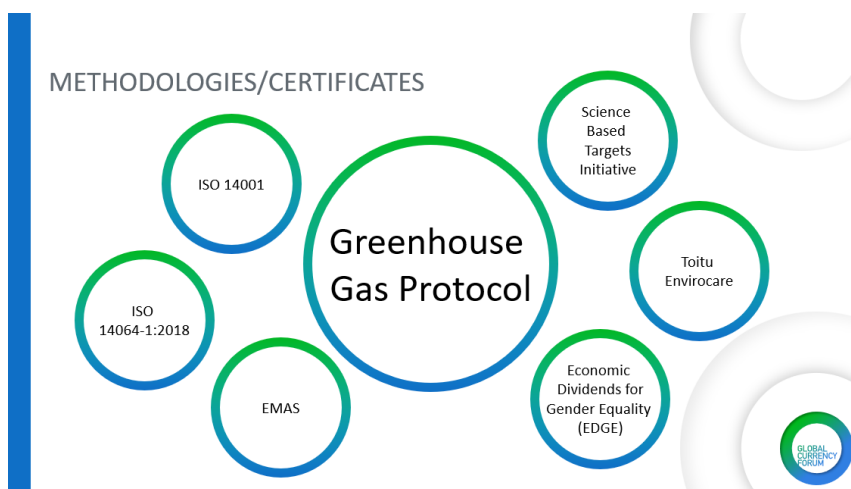 METHODOLOGIES/CERTIFICATES
ISO 14001
ISO
14064-1:2018
EMAS
Greenhouse
Gas Protocol
Science
Based
Targets
Initiative
Toitu
Envirocare
Economic
Dividends for
Gender Equality
(EDGE)
GLOBAL
CURRENCY
FORUM